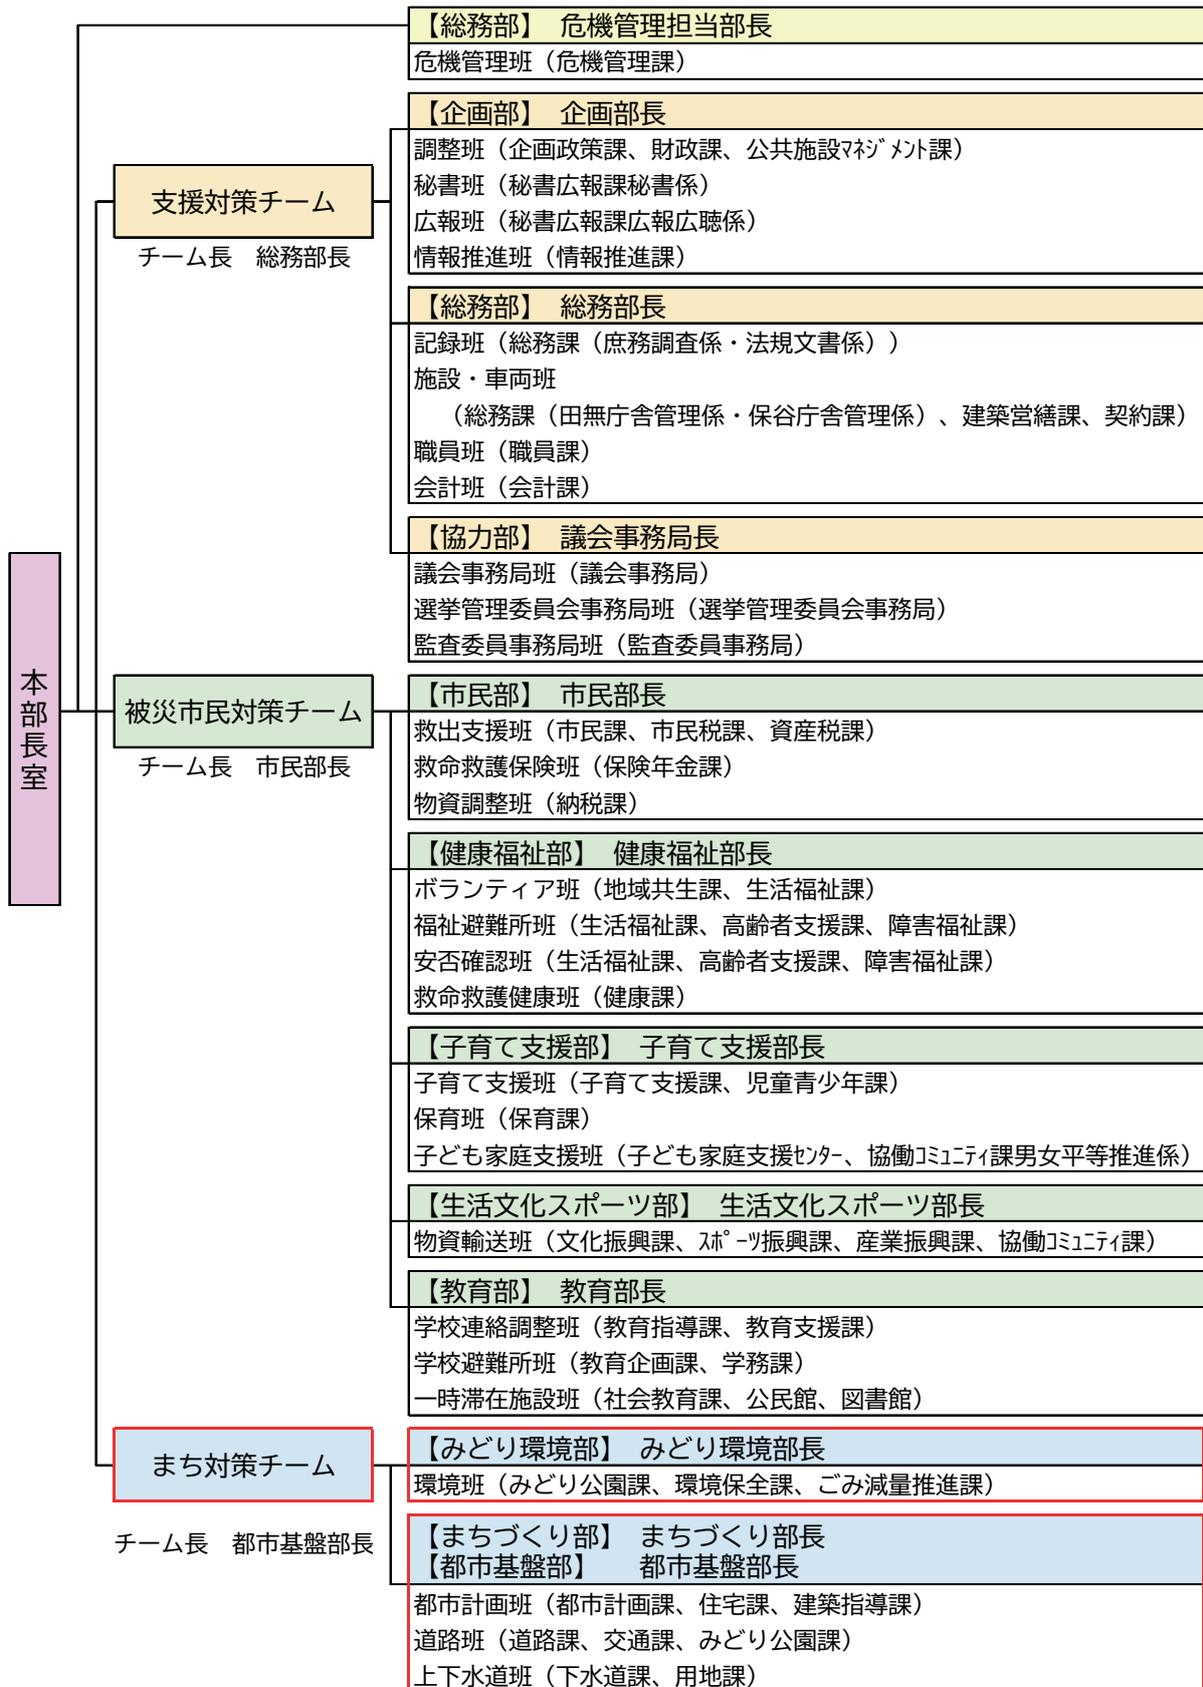 【総務部】　危機管理担当部長
危機管理班（危機管理課）
【企画部】　企画部長
調整班（企画政策課、財政課、公共施設ﾏﾈｼﾞﾒﾝﾄ課）
秘書班（秘書広報課秘書係）
広報班（秘書広報課広報広聴係）
情報推進班（情報推進課）
支援対策チーム
チーム長　総務部長
【総務部】　総務部長
記録班（総務課（庶務調査係・法規文書係））
施設・車両班
（総務課（田無庁舎管理係・保谷庁舎管理係）、建築営繕課、契約課）
職員班（職員課）
会計班（会計課）
【協力部】　議会事務局長
議会事務局班（議会事務局）
選挙管理委員会事務局班（選挙管理委員会事務局）
監査委員事務局班（監査委員事務局）
本部長室
被災市民対策チーム
チーム長　市民部長
【市民部】　市民部長
救出支援班（市民課、市民税課、資産税課）
救命救護保険班（保険年金課）
物資調整班（納税課）
【健康福祉部】　健康福祉部長
ボランティア班（地域共生課、生活福祉課）
福祉避難所班（生活福祉課、高齢者支援課、障害福祉課）
安否確認班（生活福祉課、高齢者支援課、障害福祉課）
救命救護健康班（健康課）
【子育て支援部】　子育て支援部長
子育て支援班（子育て支援課、児童青少年課）
保育班（保育課）
子ども家庭支援班（子ども家庭支援ｾﾝﾀｰ、協働ｺﾐｭﾆﾃｨ課男女平等推進係）
【生活文化スポーツ部】　生活文化スポーツ部長
物資輸送班（文化振興課、ｽﾎﾟｰﾂ振興課、産業振興課、協働ｺﾐｭﾆﾃｨ課）
【教育部】　教育部長
学校連絡調整班（教育指導課、教育支援課）
学校避難所班（教育企画課、学務課）
一時滞在施設班（社会教育課、公民館、図書館）
まち対策チーム
チーム長　都市基盤部長
【みどり環境部】　みどり環境部長
環境班（みどり公園課、環境保全課、ごみ減量推進課）
【まちづくり部】　まちづくり部長
【都市基盤部】　　都市基盤部長
都市計画班（都市計画課、住宅課、建築指導課）
道路班（道路課、交通課、みどり公園課）
上下水道班（下水道課、用地課）